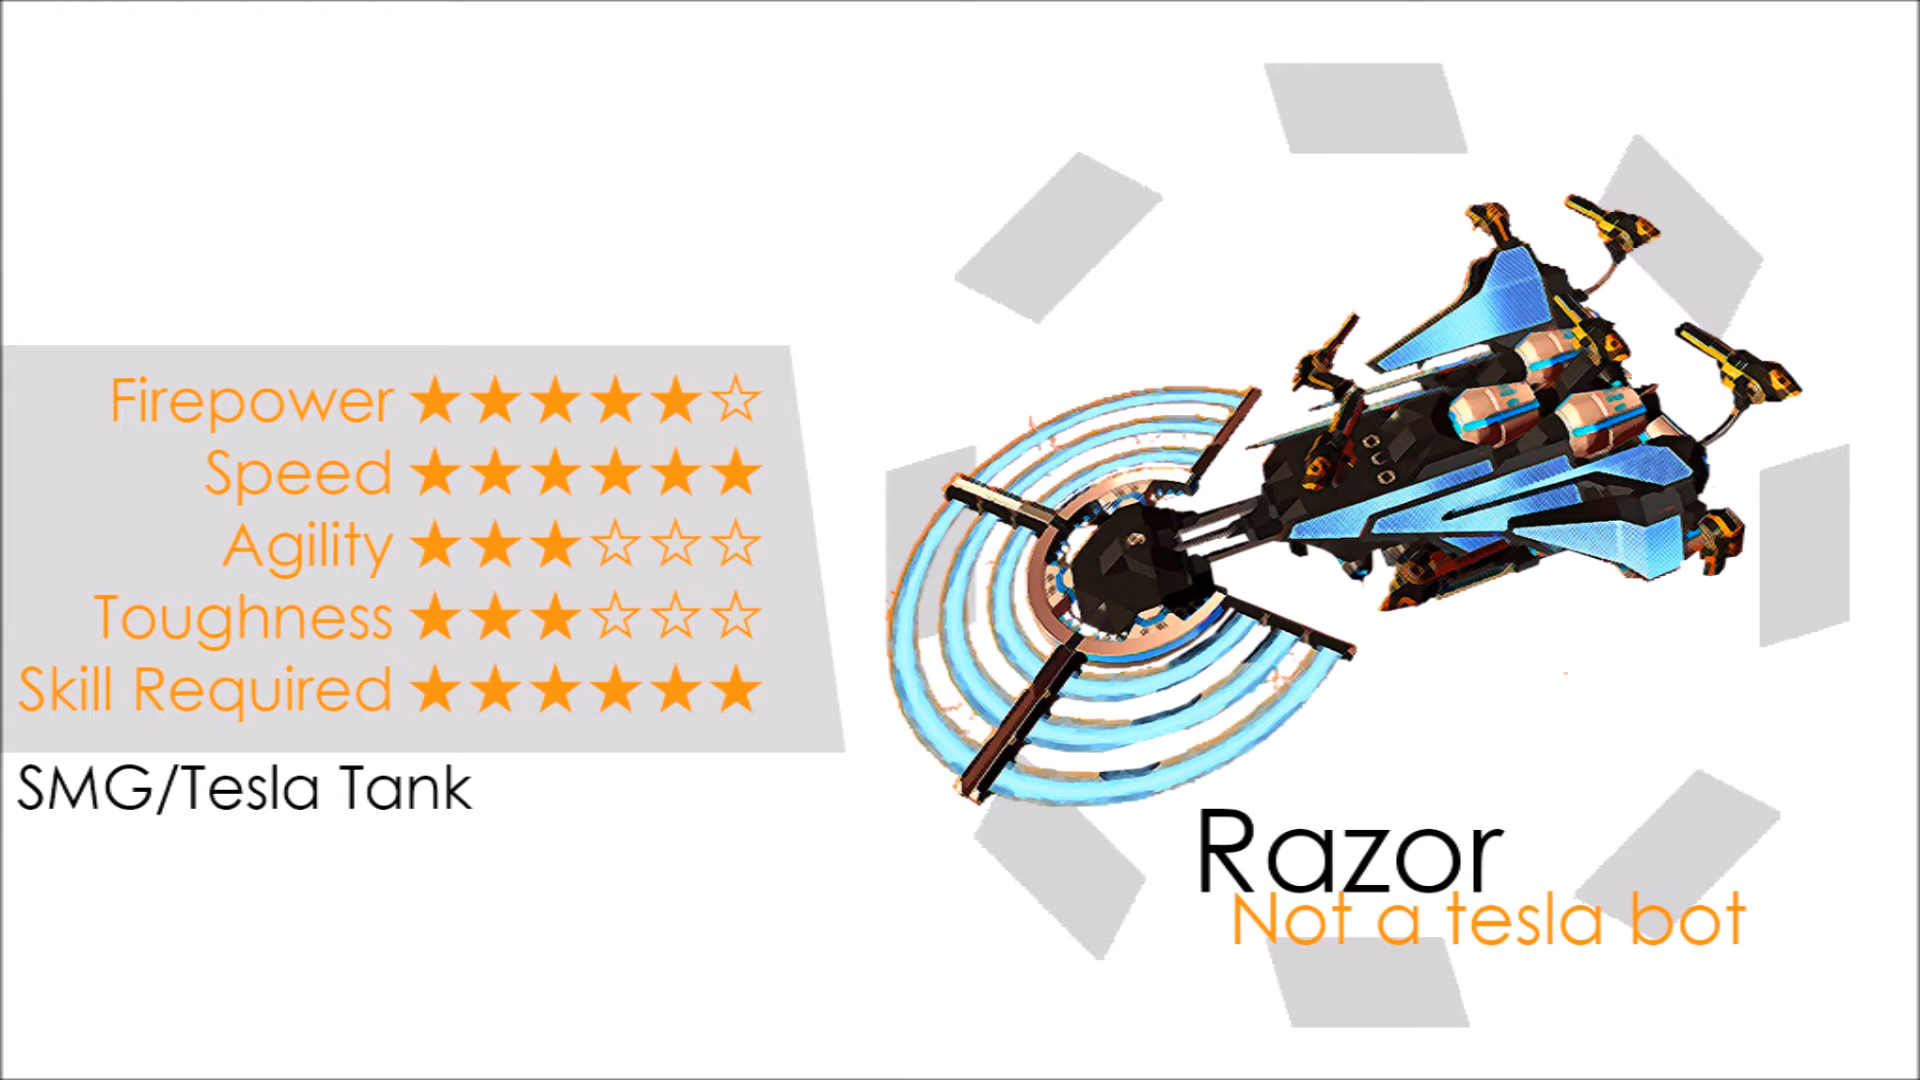 Firepower ★★★★★☆
Speed ★★★★★★
Agility ★★★☆☆☆
Toughness ★★★☆☆☆
Skill Required ★★★★★★
SMG/Tesla Tank
Razor
Not a tesla bot